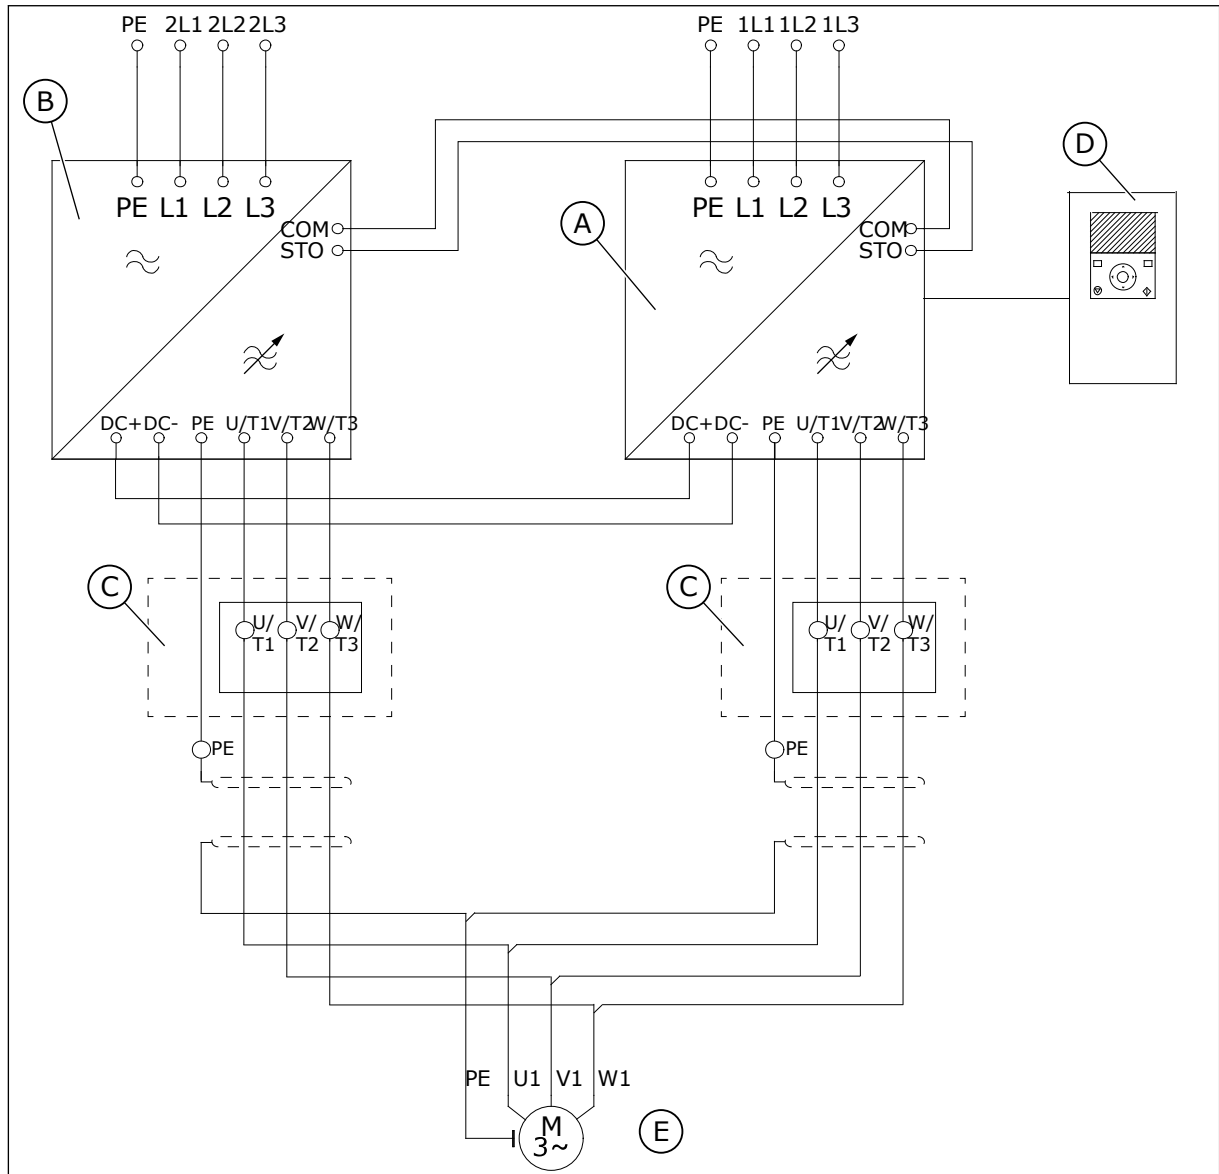 PE 2L1 2L2 2L3
PE 1L1 1L2 1L3
B
D
A
PE L1 L2 L3
COM
STO
PE L1 L2 L3
COM
STO
DC+ DC- PE U/T1 V/T2 W/T3
DC+ DC- PE U/T1 V/T2 W/T3
C
U/T1 V/T2 W/T3
PE
C
U/T1 V/T2 W/T3
PE
PE U1 V1 W1
M
3~
E